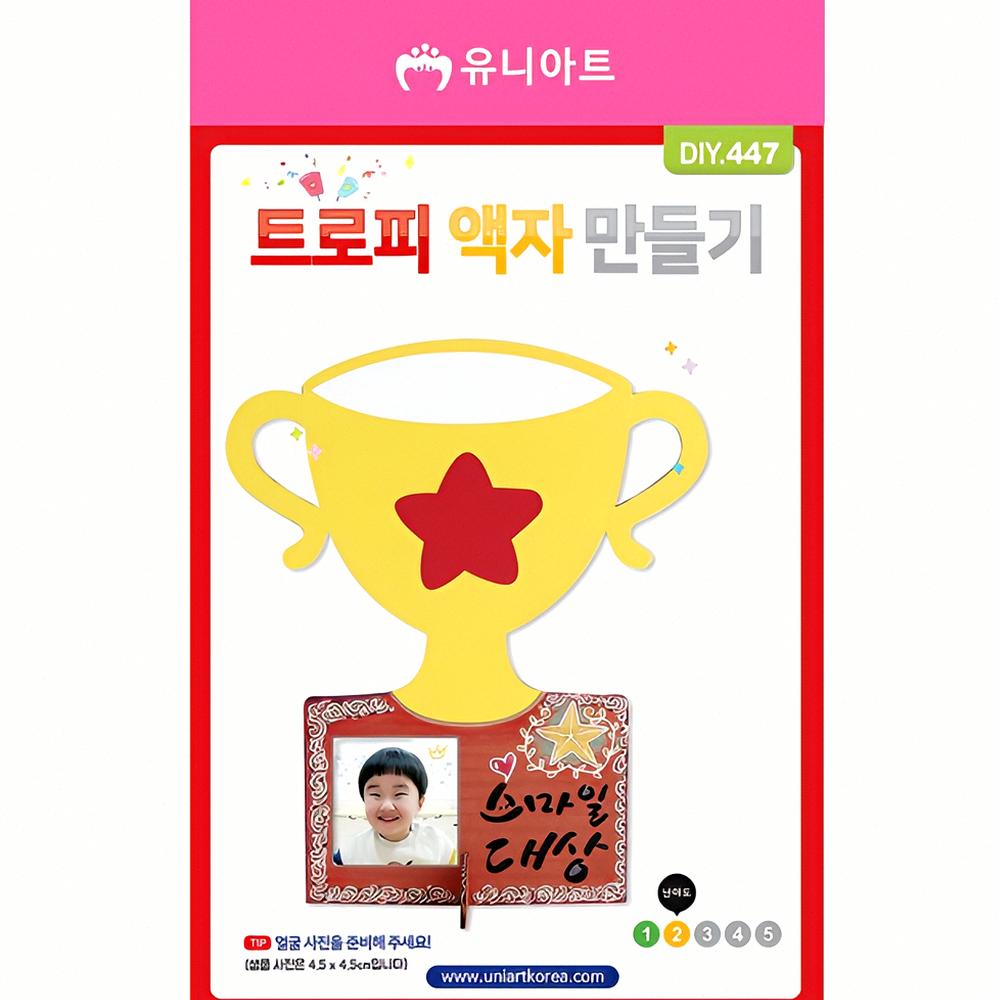 유니아트
DIY.447
트로피 액자 만들기
스마일
대상
난이도
1 2 3 4 5
TIP 얼굴 사진을 준비해 주세요!
(샘플 사진은 4.5 x 4.5cm입니다)
www.uniartkorea.com